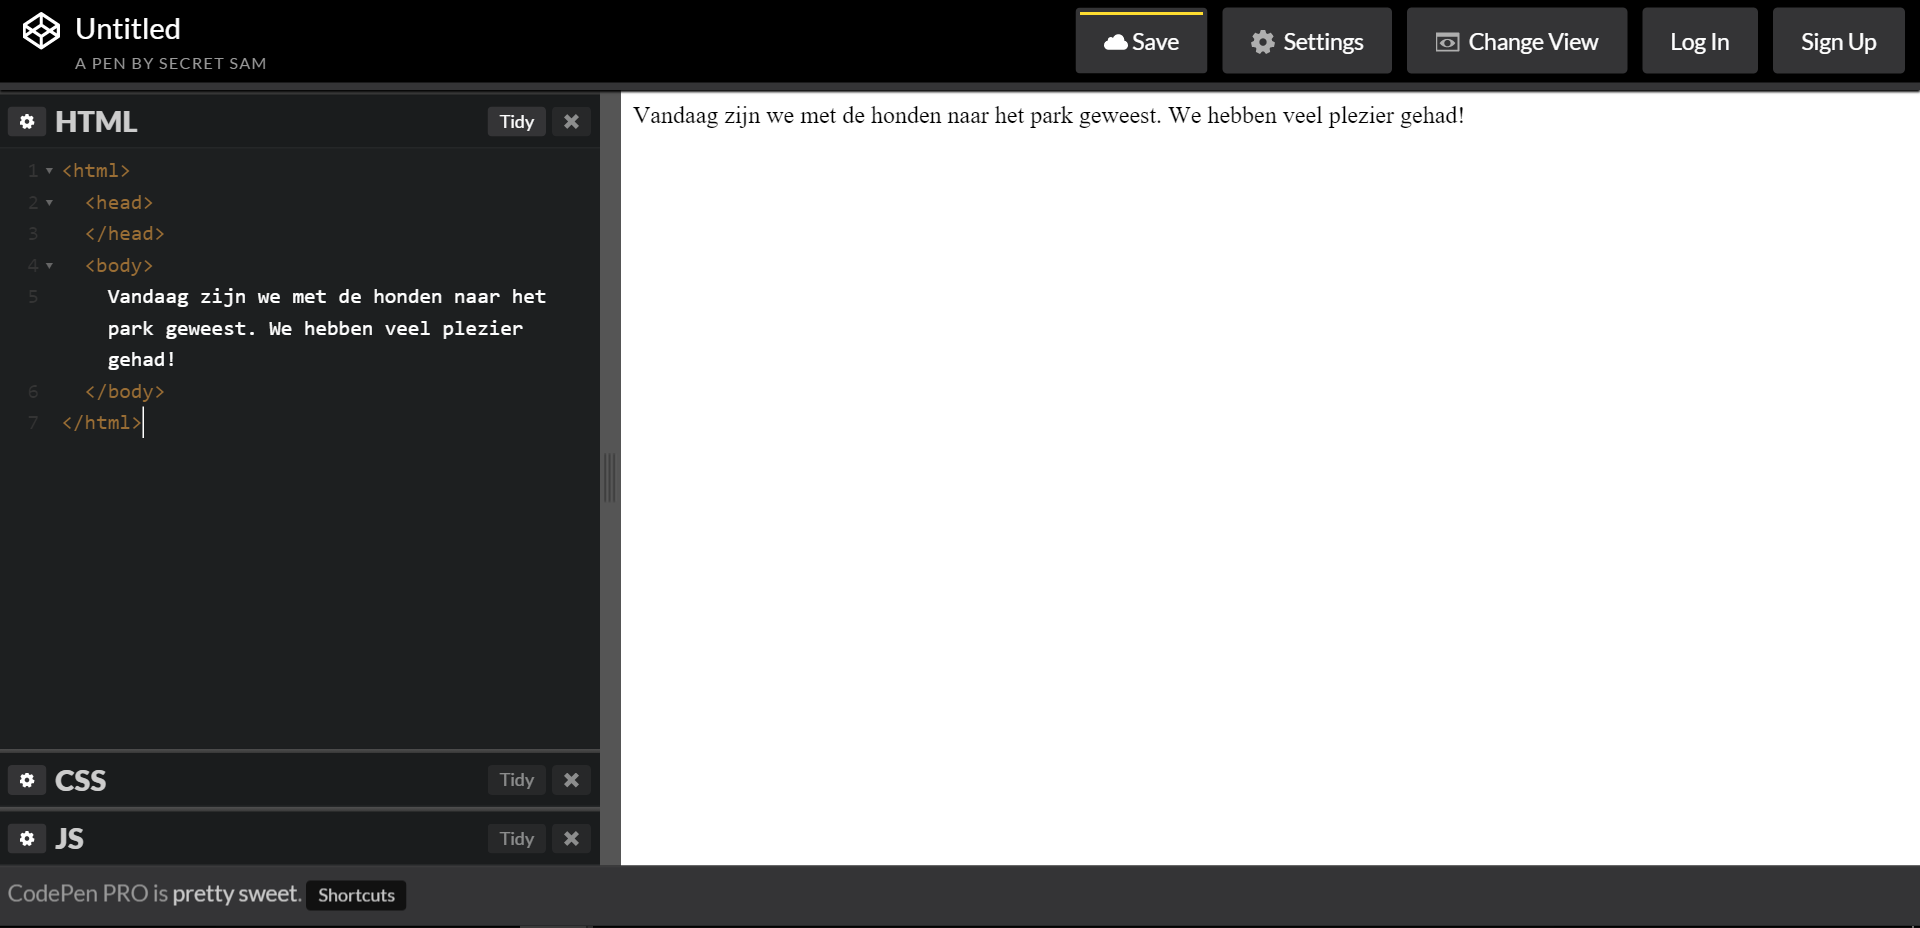 Untitled
A PEN BY SECRET SAM
Save
Settings
Change View
Log In
Sign Up
HTML
Tidy
1 <html>
2 <head>
3 </head>
4 <body>
5 Vandaag zijn we met de honden naar het
park geweest. We hebben veel plezier
gehad!
6 </body>
7 </html>
CSS
Tidy
JS
Tidy
Vandaag zijn we met de honden naar het park geweest. We hebben veel plezier gehad!
CodePen PRO is pretty sweet. Shortcuts